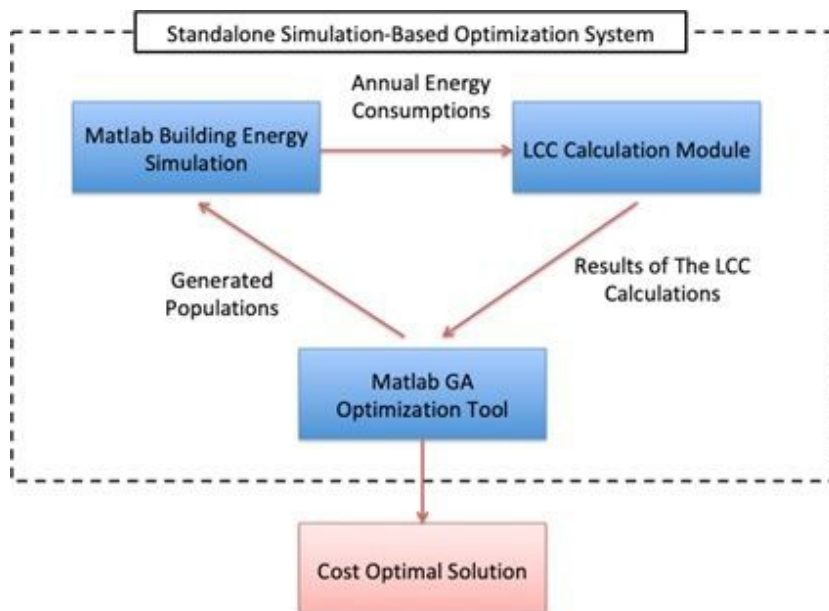 Standalone Simulation-Based Optimization System
Annual Energy
Consumptions
Matlab Building Energy
Simulation
LCC Calculation Module
Generated
Populations
Results of The LCC
Calculations
Matlab GA
Optimization Tool
Cost Optimal Solution